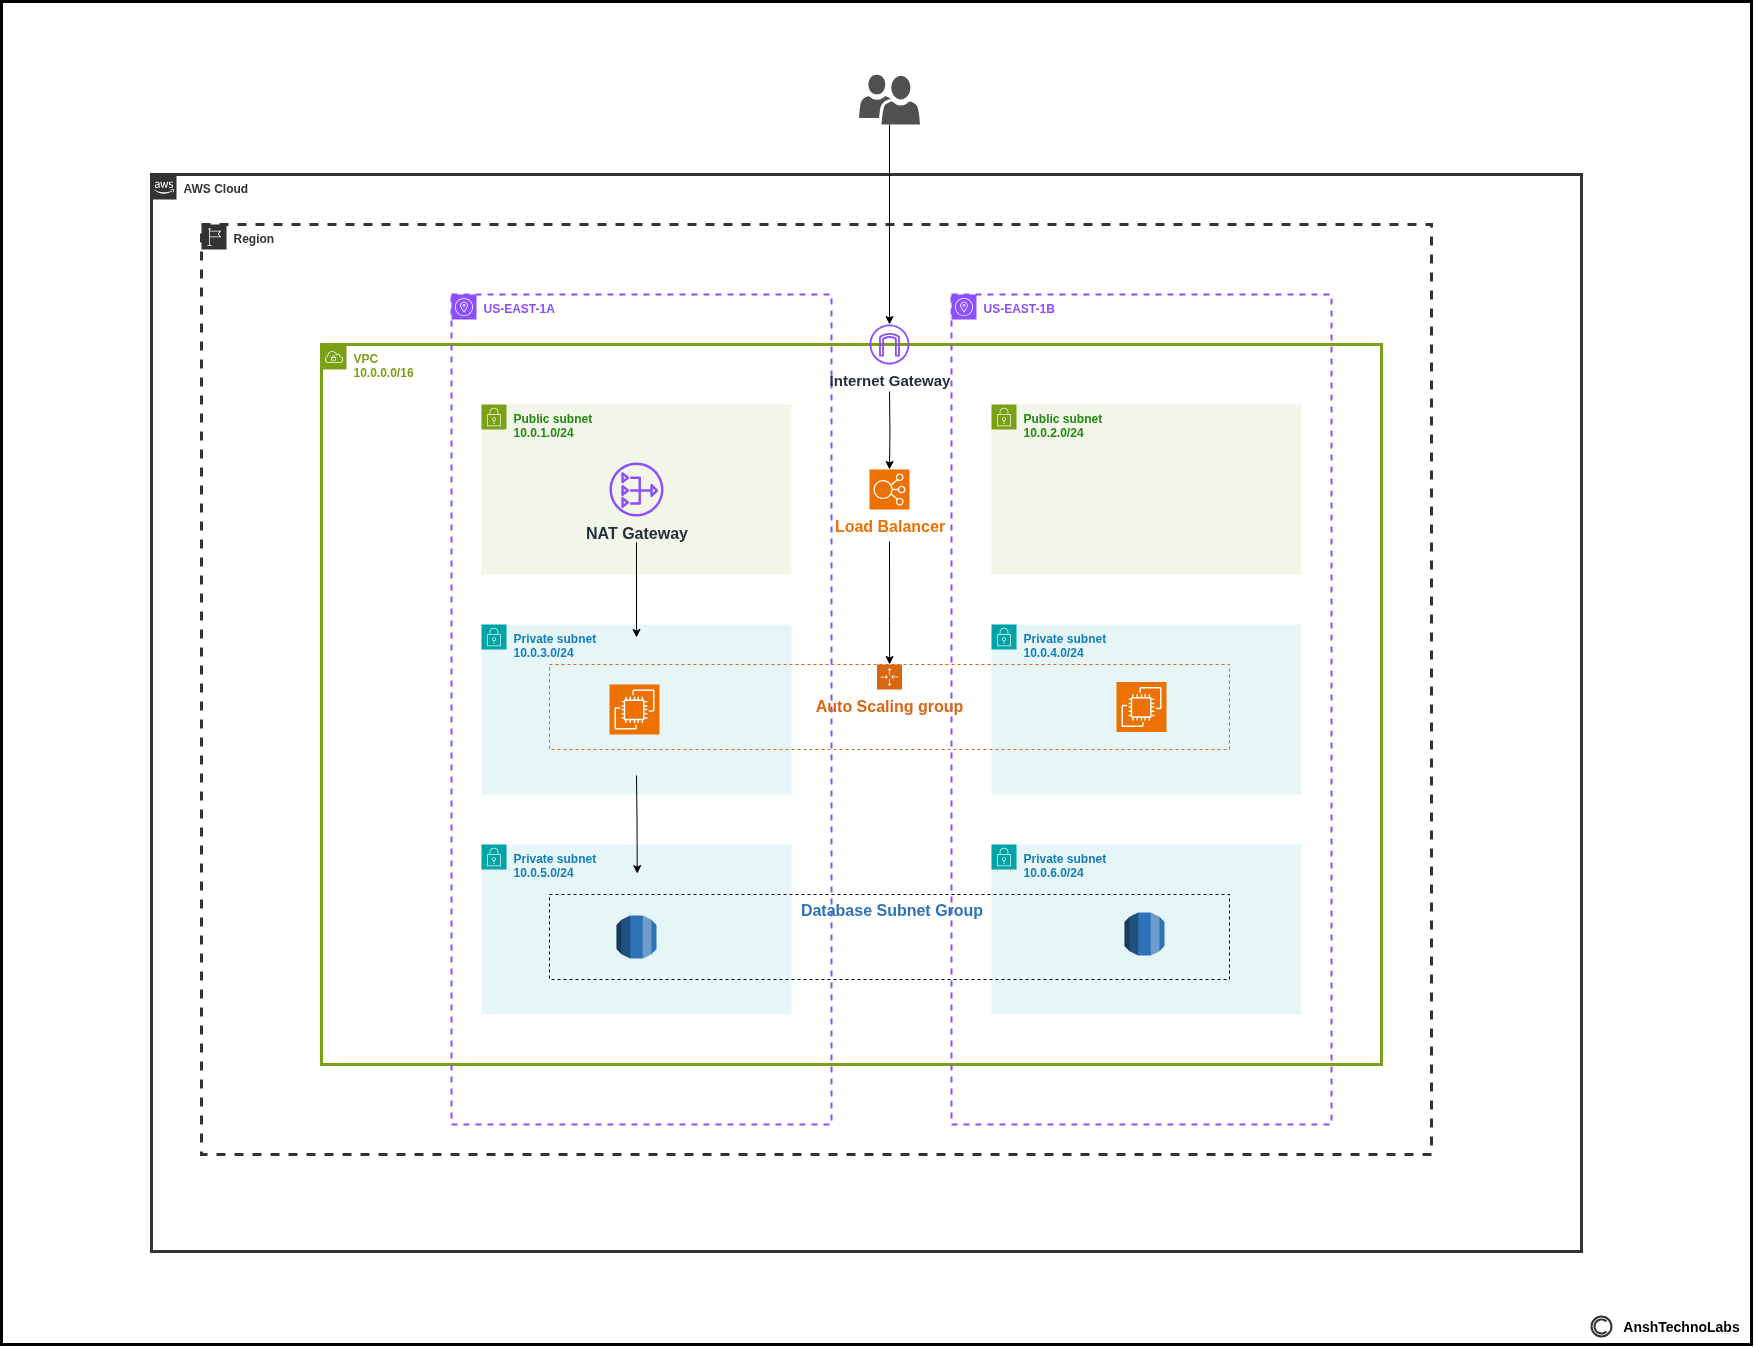 aws
AWS Cloud
Region
US-EAST-1A
US-EAST-1B
VPC
10.0.0.0/16
Internet Gateway
Public subnet
10.0.1.0/24
Public subnet
10.0.2.0/24
NAT Gateway
Load Balancer
Private subnet
10.0.3.0/24
Private subnet
10.0.4.0/24
Auto Scaling group
Private subnet
10.0.5.0/24
Private subnet
10.0.6.0/24
Database Subnet Group
© AnshTechnoLabs